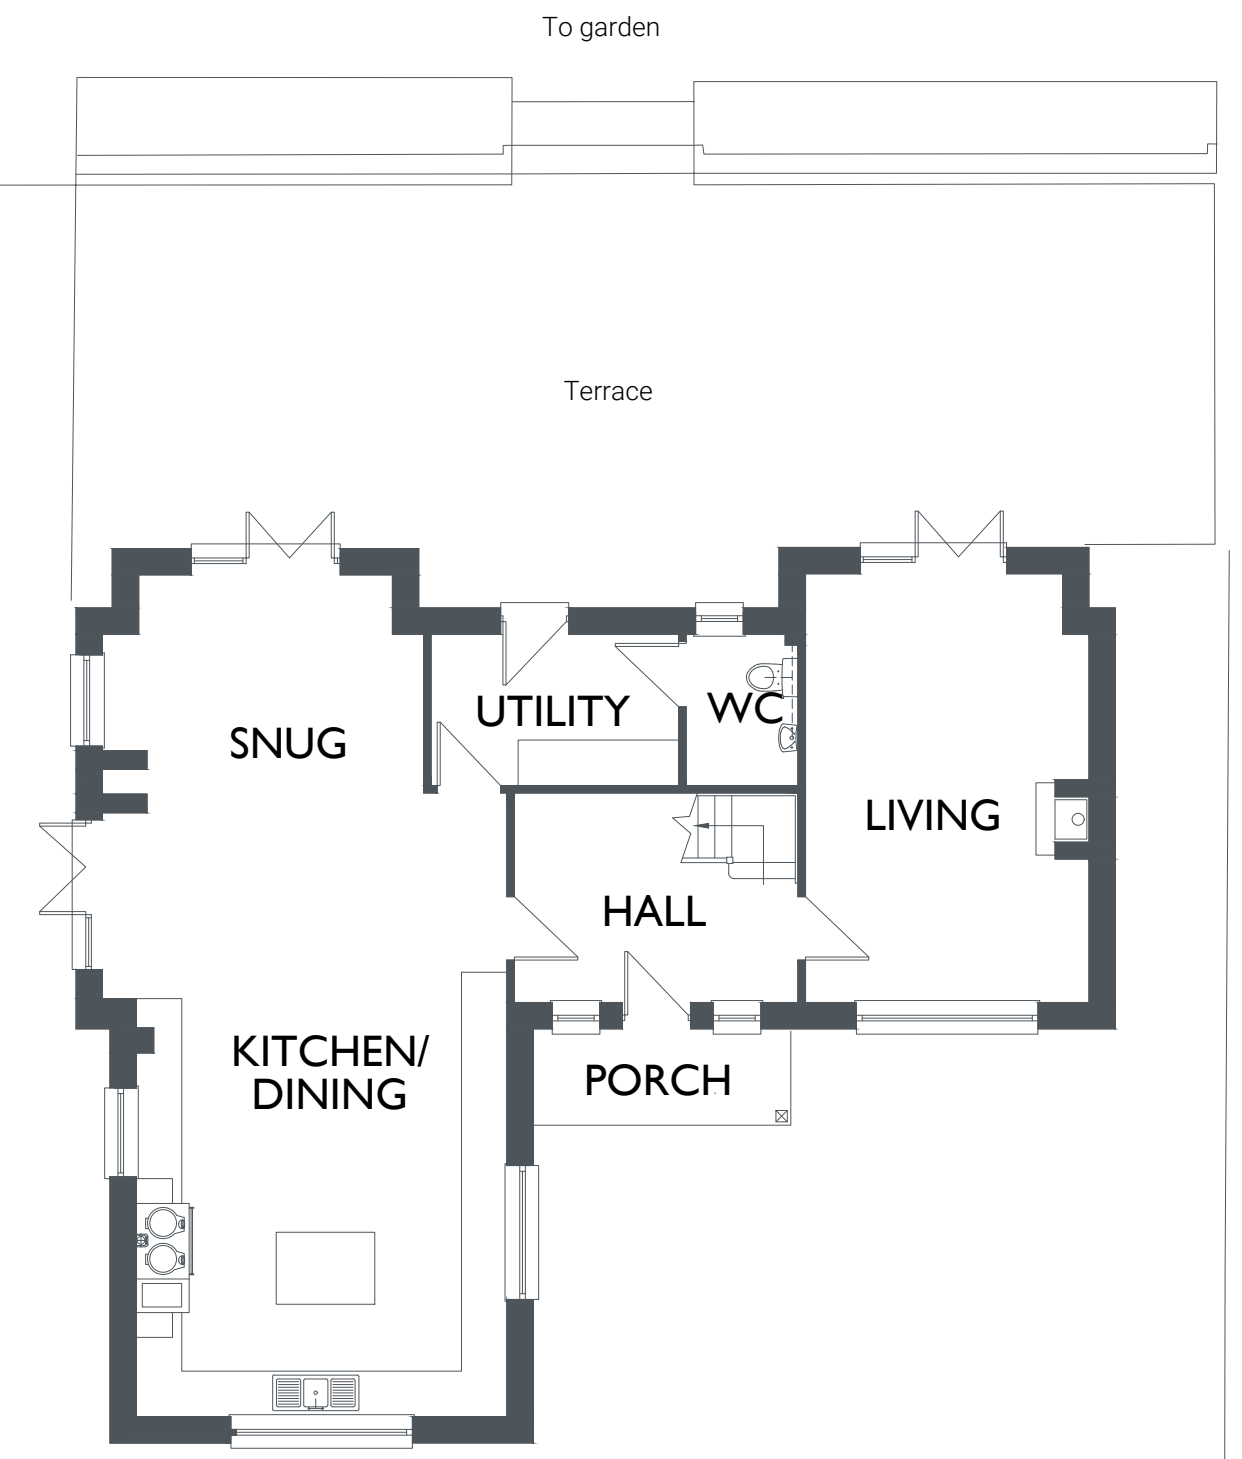 To garden
Terrace
UTILITY
WC
SNUG
LIVING
HALL
KITCHEN/
DINING
PORCH